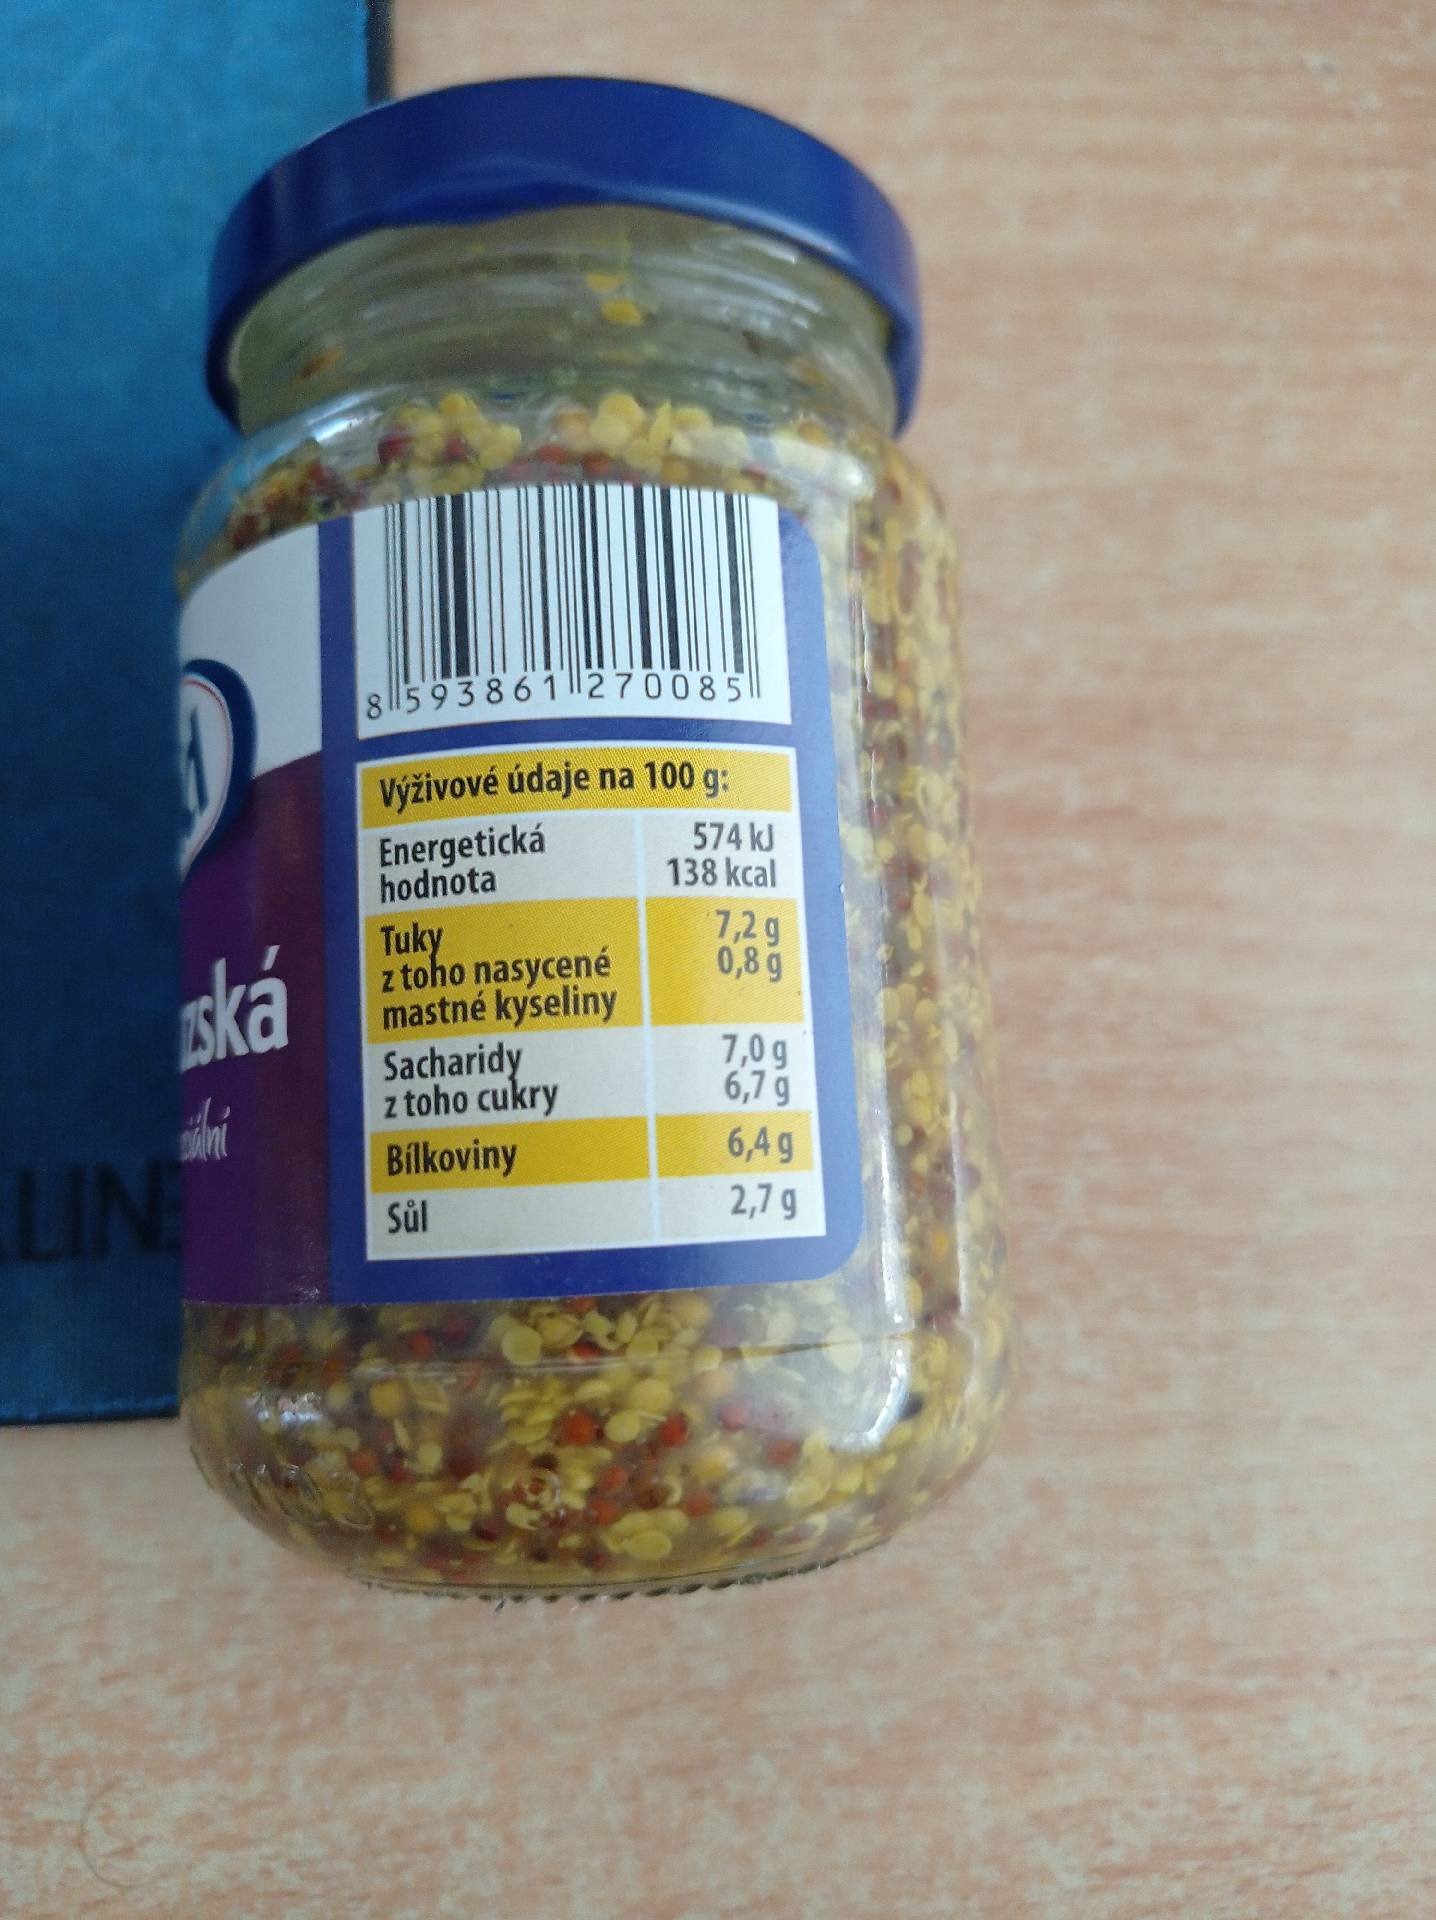 8 593861 270085
Výživové údaje na 100 g:
Energetická 574 kJ
hodnota 138 kcal
Tuky 7,2 g
z toho nasycené 0,8 g
mastné kyseliny
Sacharidy 7,0 g
z toho cukry 6,7 g
Bílkoviny 6,4 g
Sůl 2,7 g